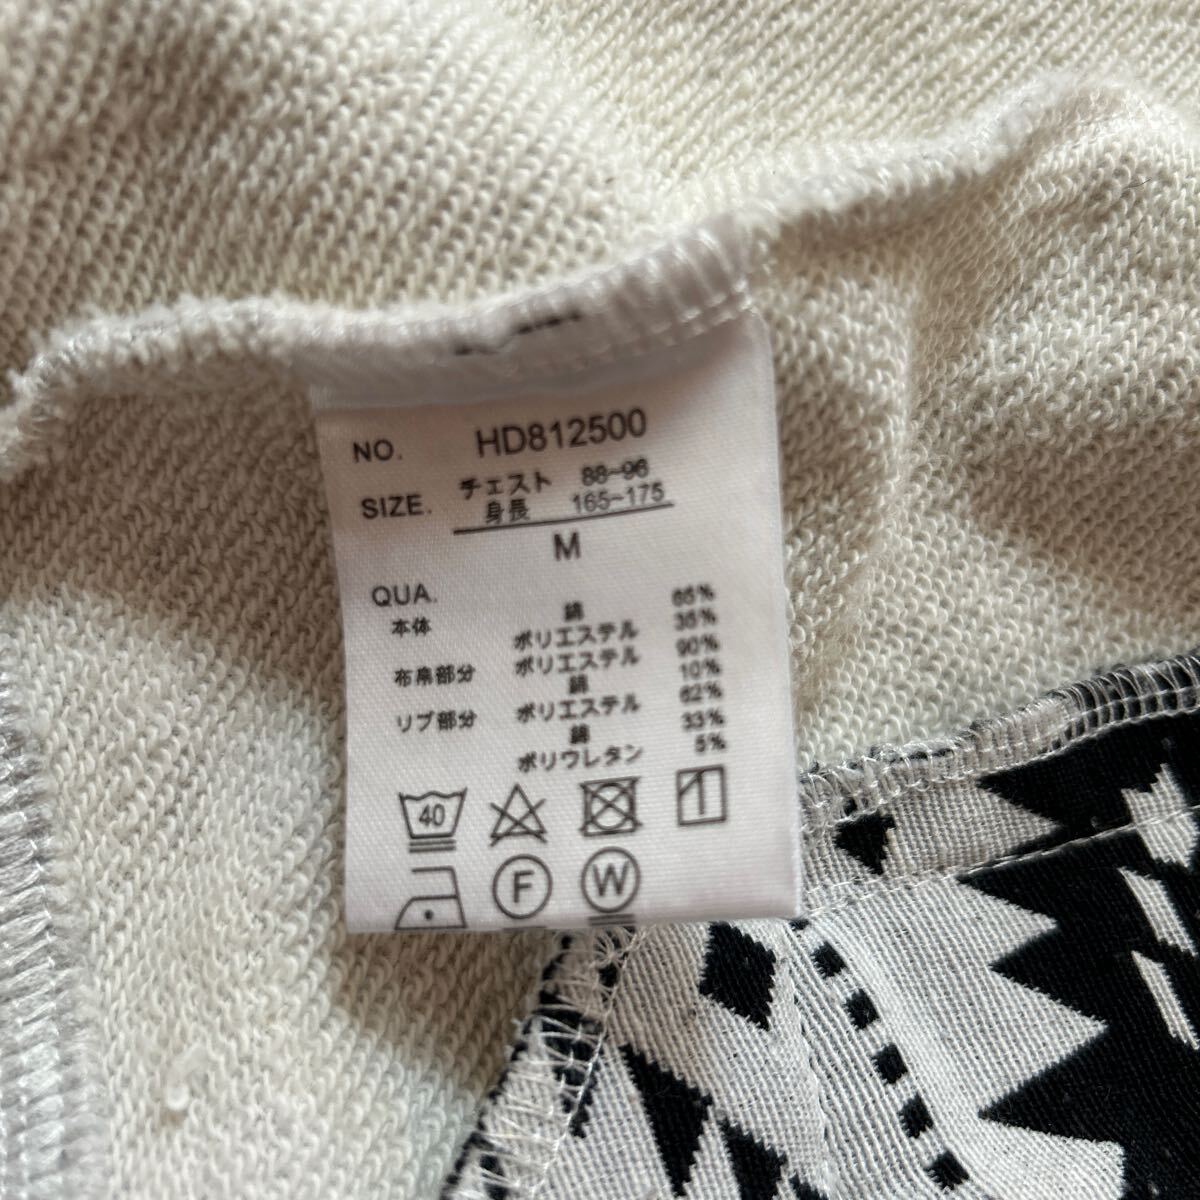 NO. HD812500
SIZE. チェスト 88~96
身長 165~175
M
QUA.
本体 綿 65%
ポリエステル 35%
布帛部分 ポリエステル 90%
綿 10%
リブ部分 ポリエステル 62%
綿 33%
ポリウレタン 5%
40
F W